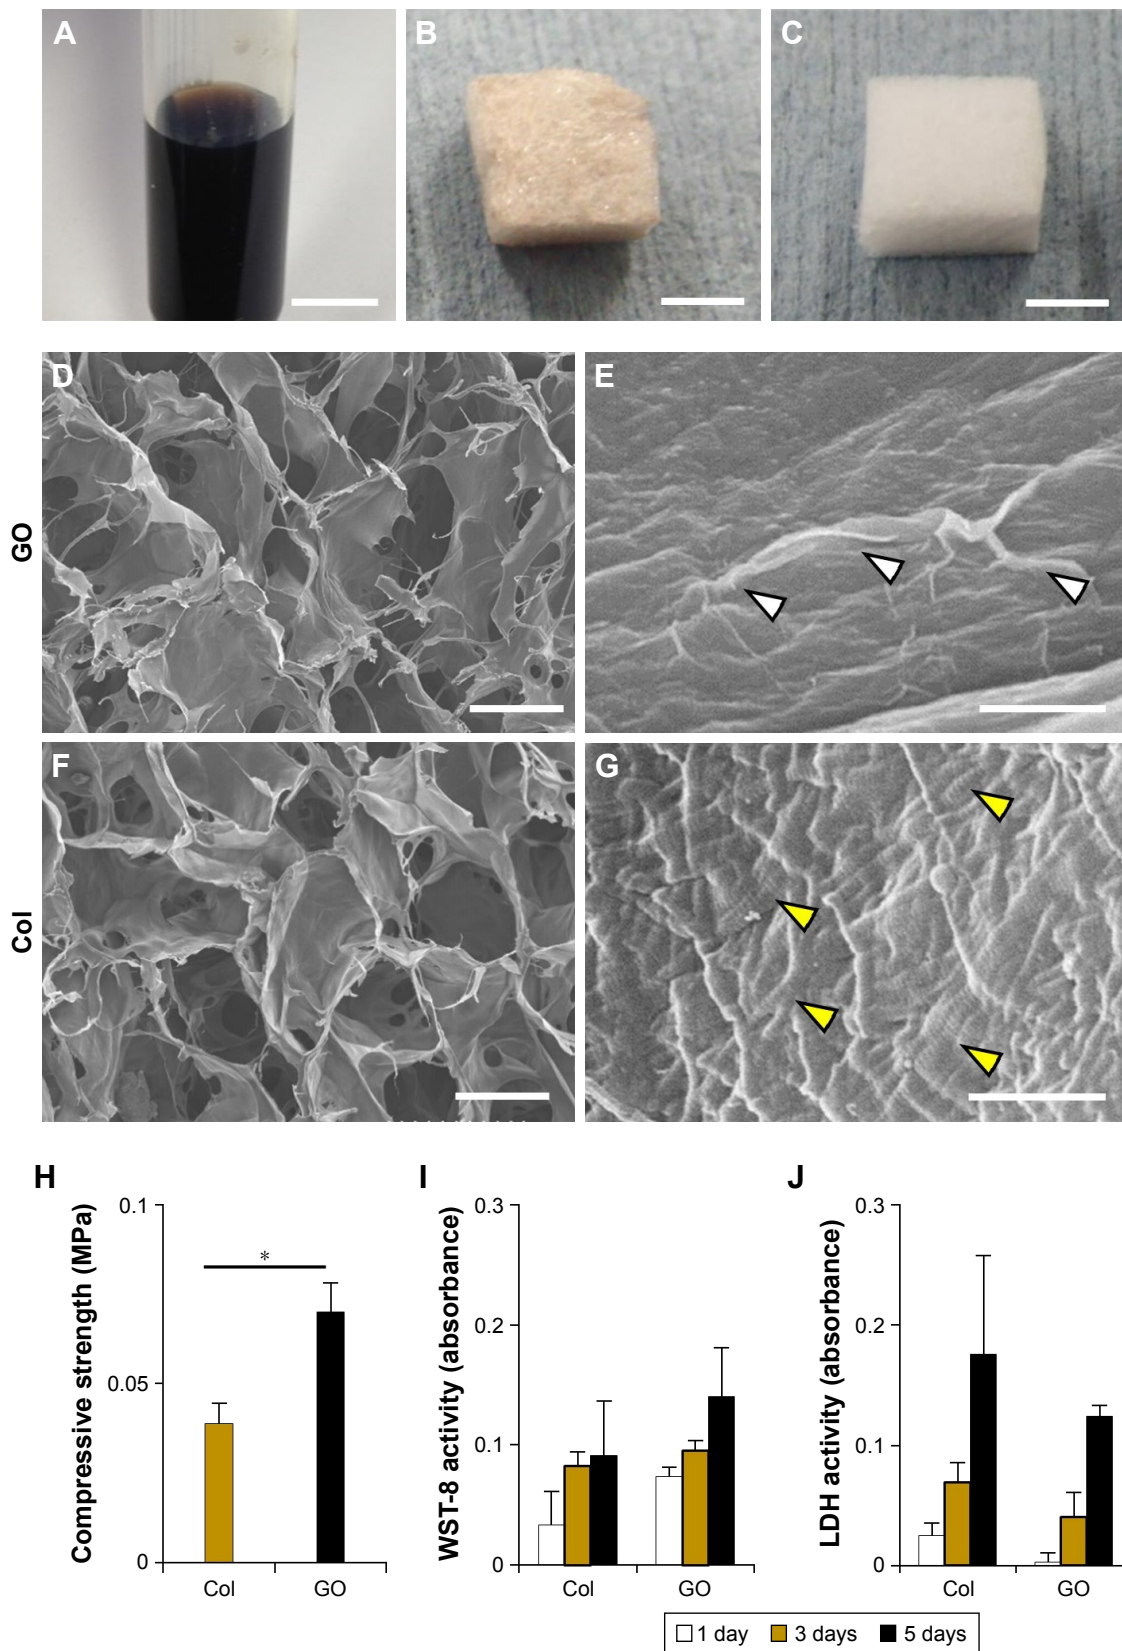 A
B
C
GO
D
E
Col
F
G
H
Compressive strength (MPa)
0.1
0.05
0
*
Col
GO
I
WST-8 activity (absorbance)
0.3
0.2
0.1
0
Col
GO
J
LDH activity (absorbance)
0.3
0.2
0.1
0
Col
GO
1 day
3 days
5 days